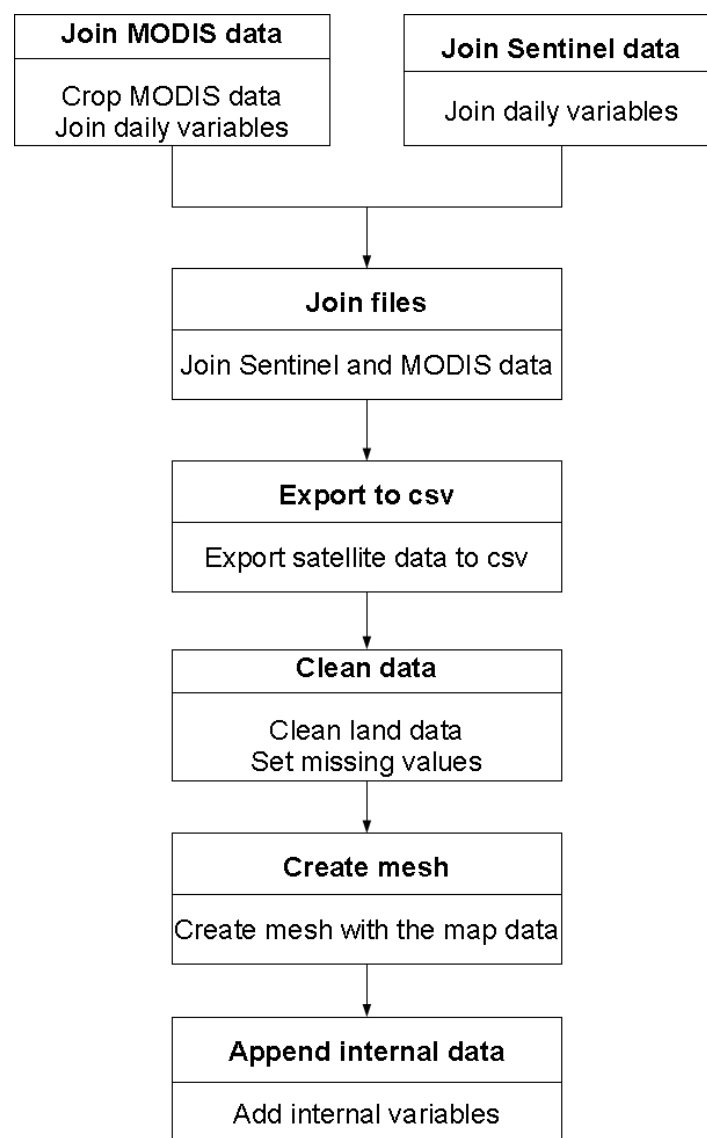 Join MODIS data
Crop MODIS data
Join daily variables
Join Sentinel data
Join daily variables
Join files
Join Sentinel and MODIS data
Export to csv
Export satellite data to csv
Clean data
Clean land data
Set missing values
Create mesh
Create mesh with the map data
Append internal data
Add internal variables